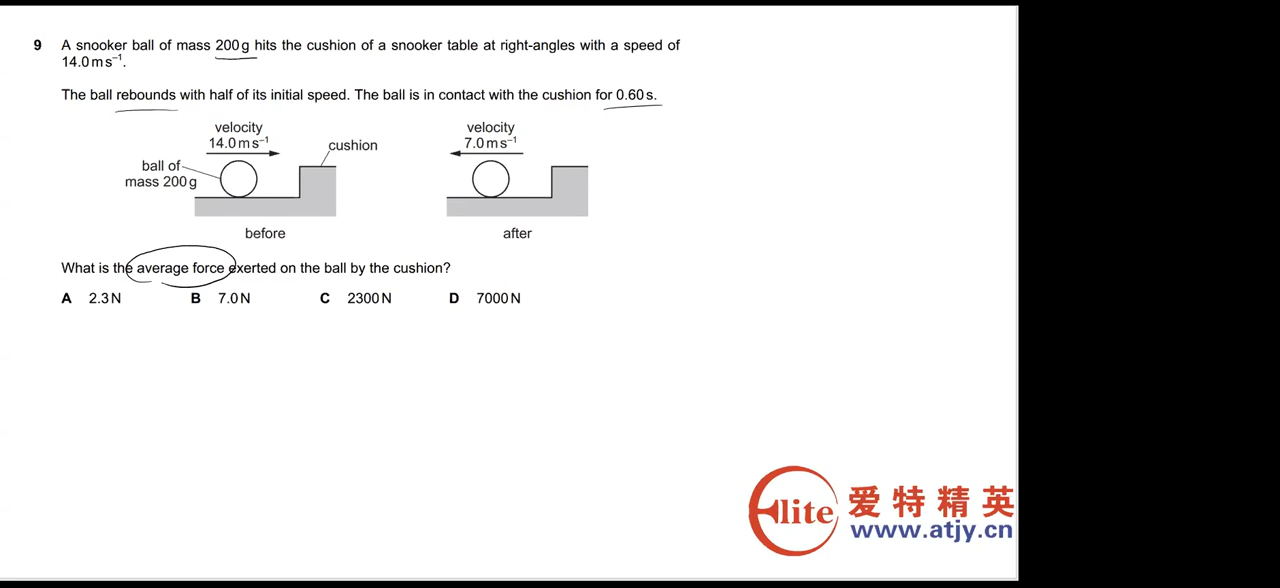 9 A snooker ball of mass 200 g hits the cushion of a snooker table at right-angles with a speed of
14.0 m s⁻¹.
The ball rebounds with half of its initial speed. The ball is in contact with the cushion for 0.60 s.
velocity
14.0 m s⁻¹
cushion
ball of
mass 200 g
before
velocity
7.0 m s⁻¹
after
What is the average force exerted on the ball by the cushion?
A 2.3 N B 7.0 N C 2300 N D 7000 N
Elite 爱特精英
www.atjy.cn